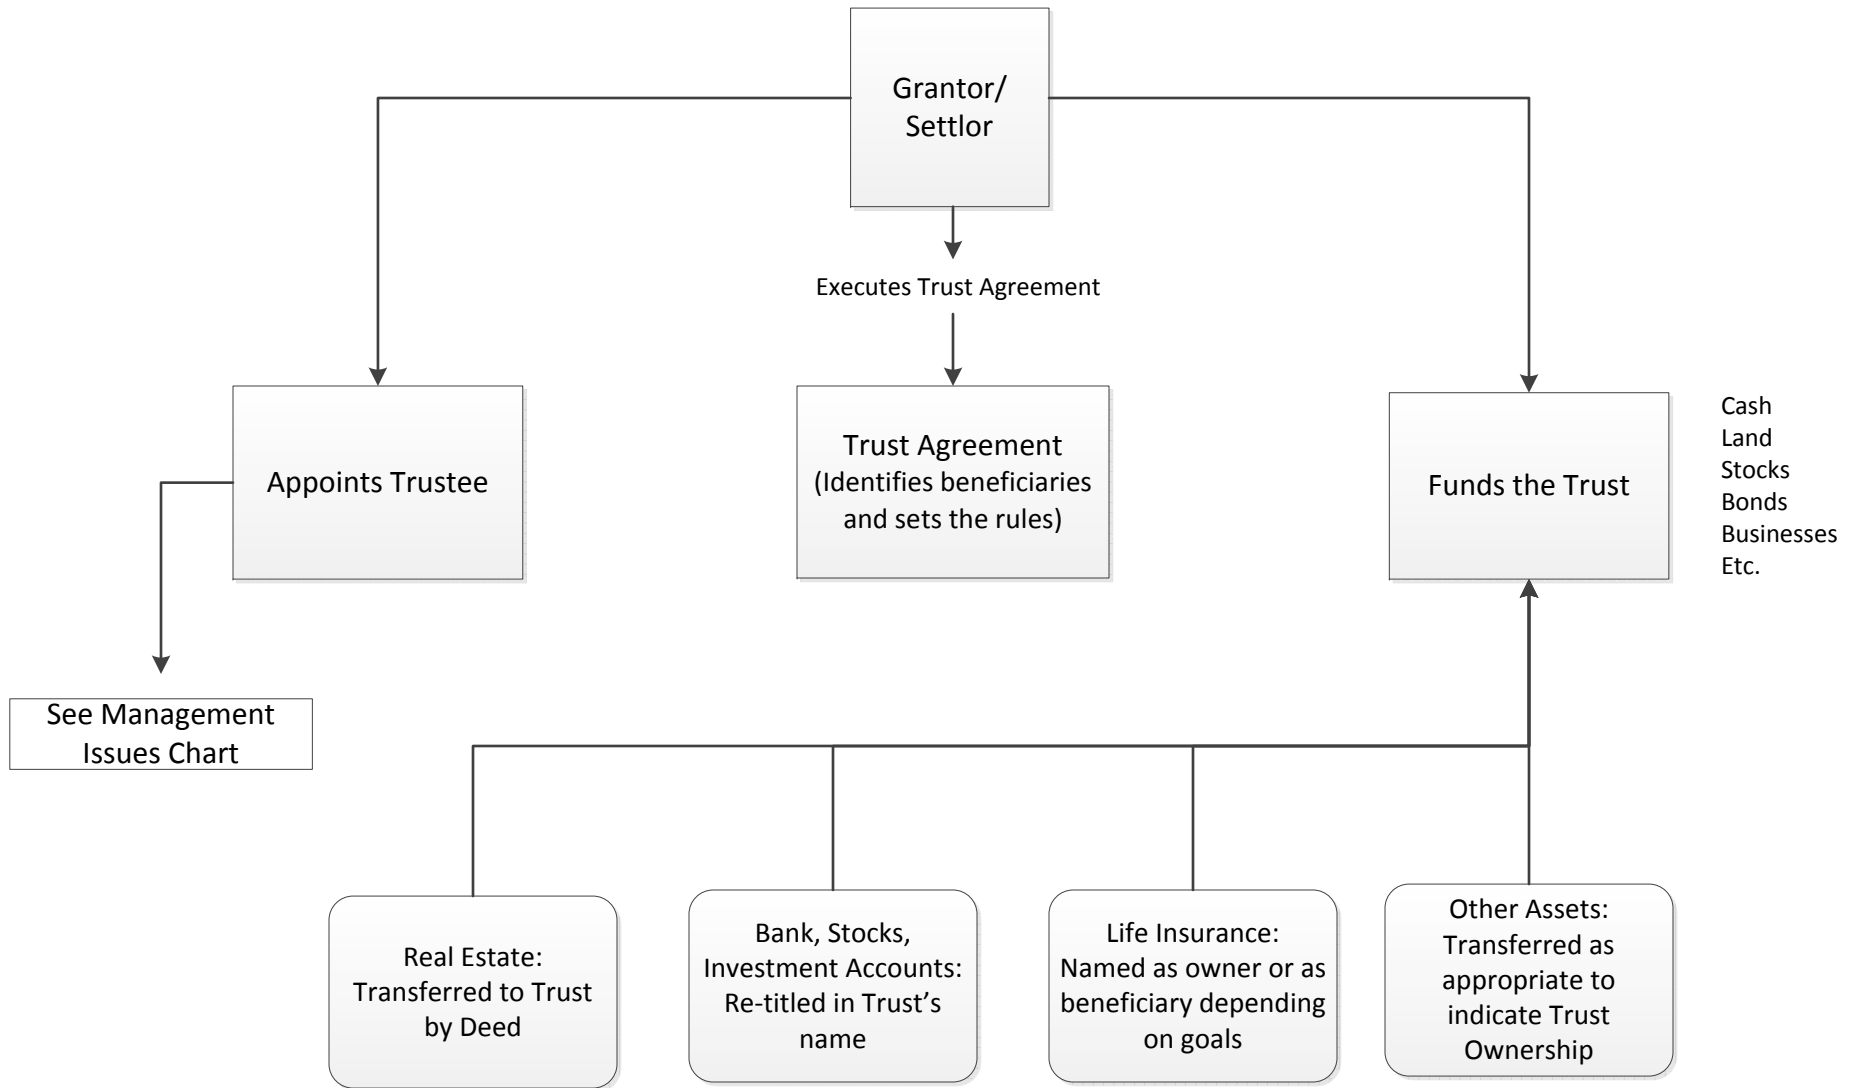 Grantor/
Settlor
Executes Trust Agreement
Appoints Trustee
Trust Agreement
(Identifies beneficiaries
and sets the rules)
Funds the Trust
Cash
Land
Stocks
Bonds
Businesses
Etc.
See Management
Issues Chart
Real Estate:
Transferred to Trust
by Deed
Bank, Stocks,
Investment Accounts:
Re-titled in Trust’s
name
Life Insurance:
Named as owner or as
beneficiary depending
on goals
Other Assets:
Transferred as
appropriate to
indicate Trust
Ownership